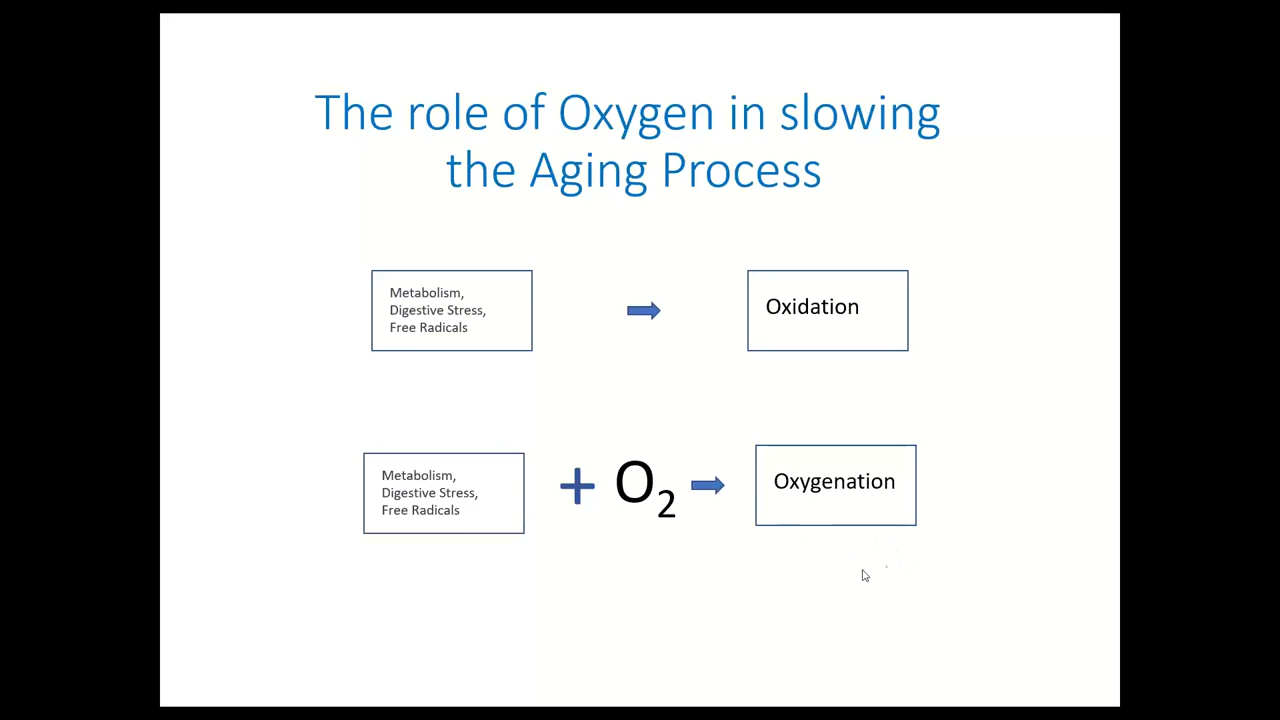 The role of Oxygen in slowing
the Aging Process
Metabolism,
Digestive Stress,
Free Radicals
Oxidation
Metabolism,
Digestive Stress,
Free Radicals
+ O₂
Oxygenation